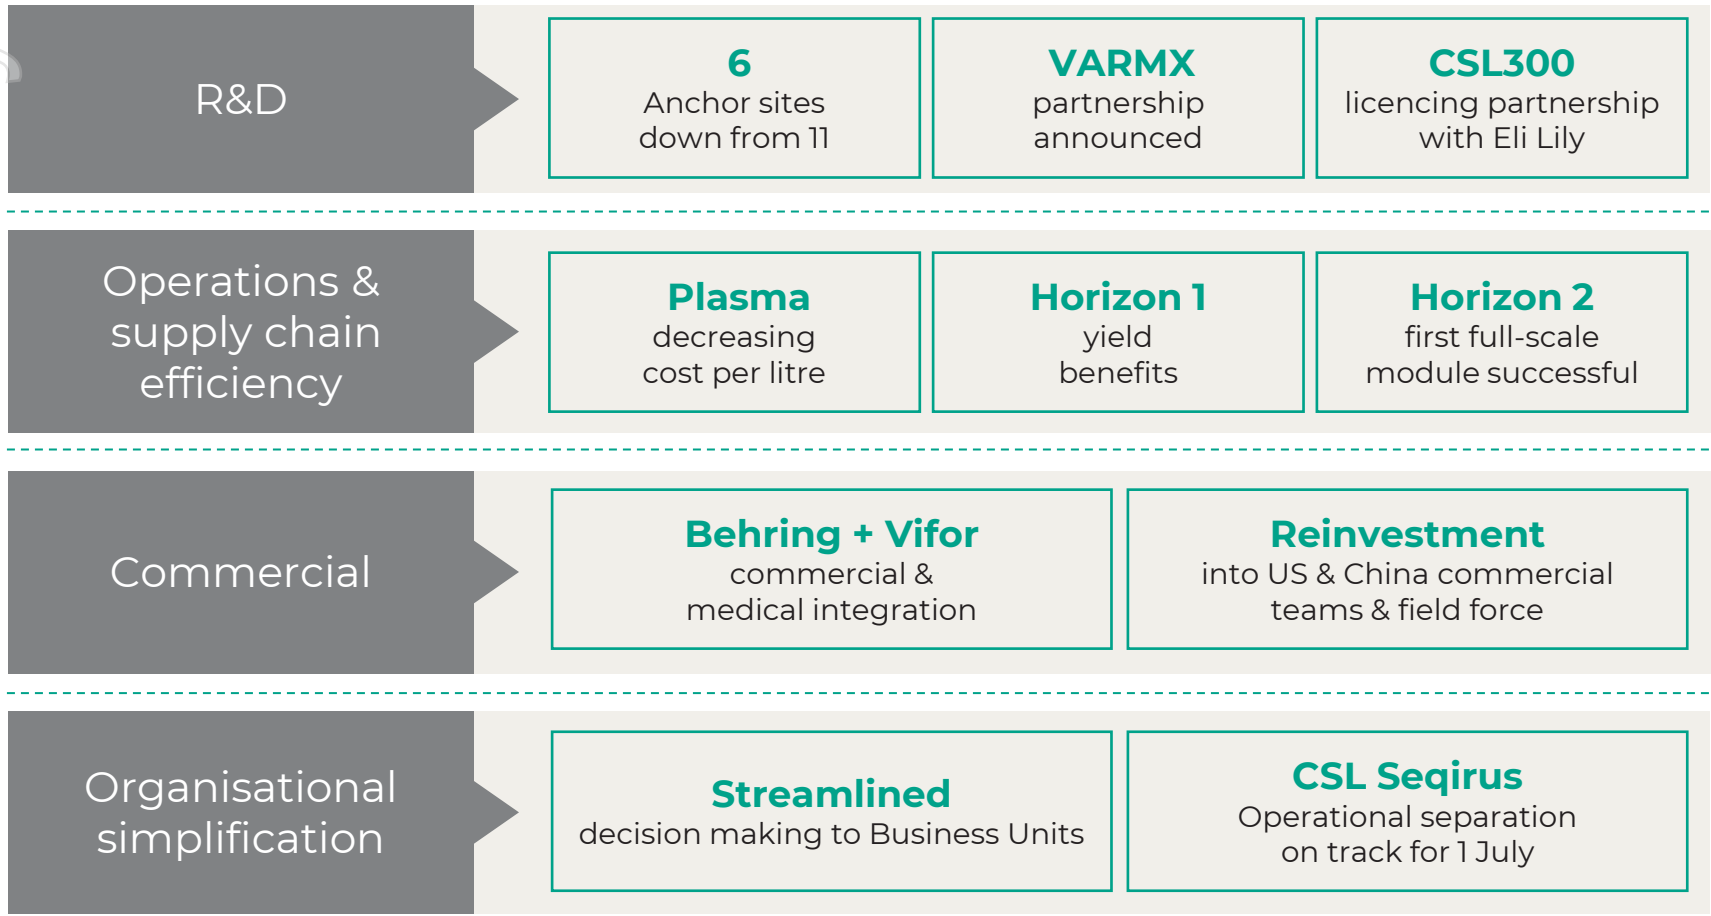 R&D
6
Anchor sites
down from 11
VARMX
partnership
announced
CSL300
licencing partnership
with Eli Lily
Operations &
supply chain
efficiency
Plasma
decreasing
cost per litre
Horizon 1
yield
benefits
Horizon 2
first full-scale
module successful
Commercial
Behring + Vifor
commercial &
medical integration
Reinvestment
into US & China commercial
teams & field force
Organisational
simplification
Streamlined
decision making to Business Units
CSL Seqirus
Operational separation
on track for 1 July